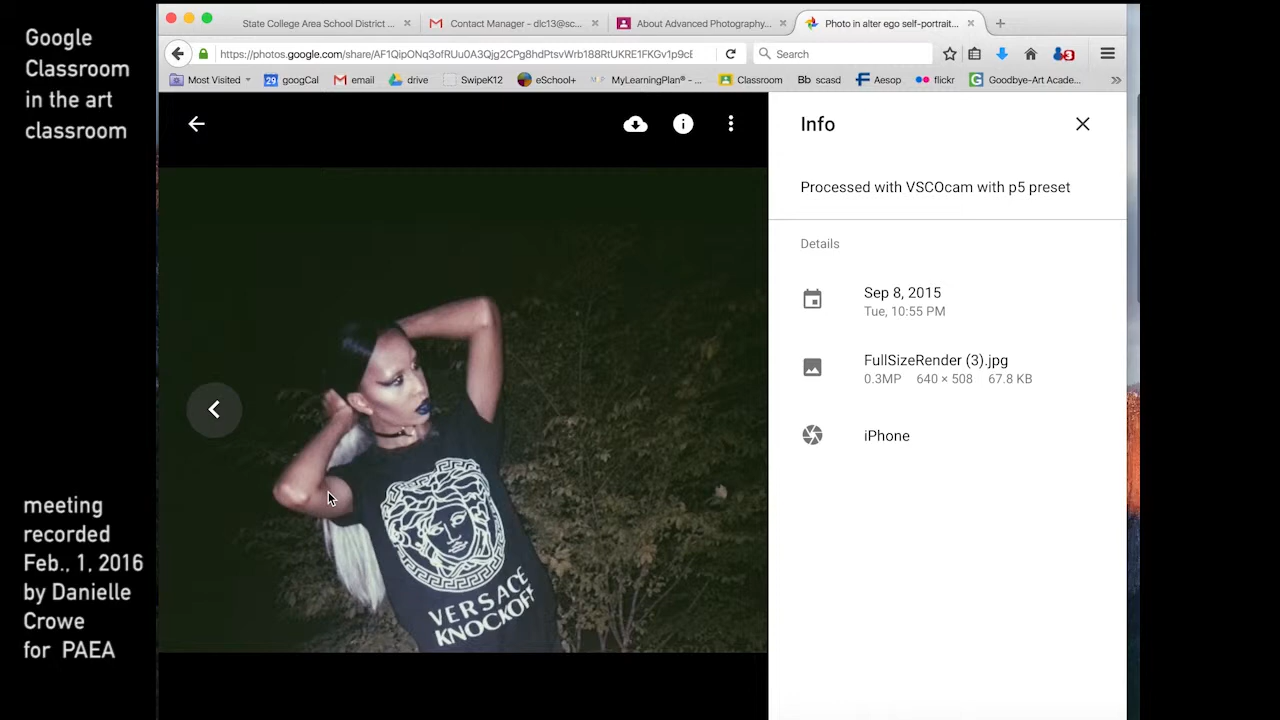 Google
Classroom
in the art
classroom
meeting
recorded
Feb., 1, 2016
by Danielle
Crowe
for PAEA
State College Area School District ...
Contact Manager - dlc13@sc...
About Advanced Photography...
Photo in alter ego self-portrait...
https://photos.google.com/share/AF1QipONq3ofRUu0A3Qjg2CPg8hdPtsvWrb188RtUKRE1FKGv1p9cE
Search
3
Most Visited
29 googCal
email
drive
SwipeK12
eSchool+
MyLearningPlan® - ...
Classroom
Bb scasd
Aesop
flickr
Goodbye-Art Acade...
Info
Processed with VSCOcam with p5 preset
Details
Sep 8, 2015
Tue, 10:55 PM
FullSizeRender (3).jpg
0.3MP 640 × 508 67.8 KB
iPhone
VERSACE
KNOCKOFF